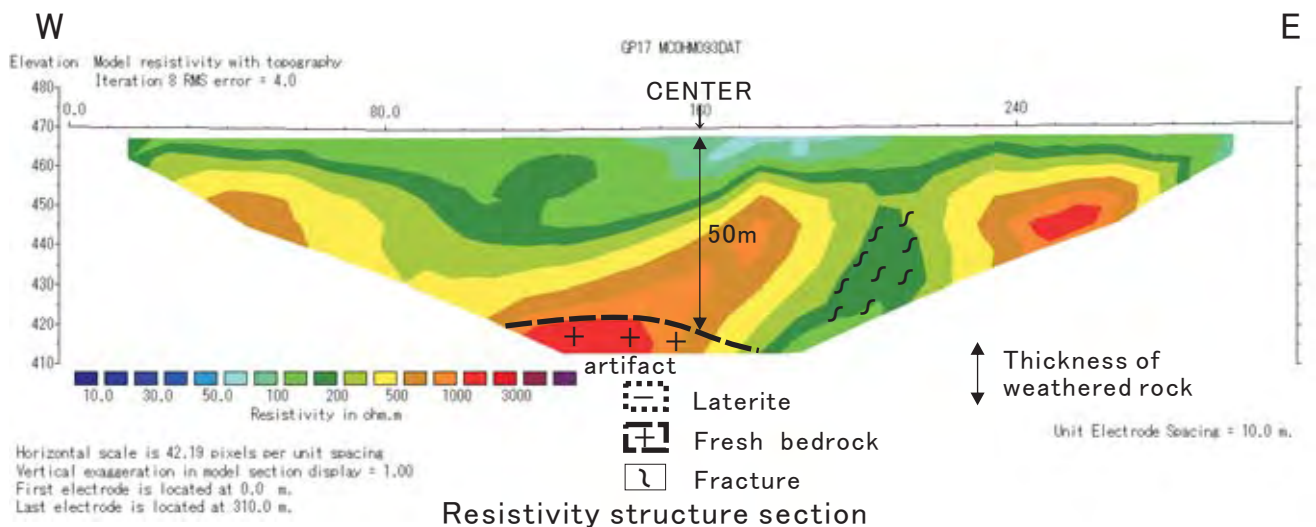 W
E
GP17 MCOHM093DAT
Elevation Model resistivity with topography
Iteration 8 RMS error = 4.0
CENTER
0.0 80.0 160 240
480
470
460
450
440
430
420
410
50m
artifact
10.0 30.0 50.0 100 200 500 1000 3000
Resistivity in ohm.m
Laterite
Fresh bedrock
Fracture
Thickness of
weathered rock
Unit Electrode Spacing = 10.0 m.
Horizontal scale is 42.19 pixels per unit spacing
Vertical exaggeration in model section display = 1.00
First electrode is located at 0.0 m.
Last electrode is located at 310.0 m.
Resistivity structure section